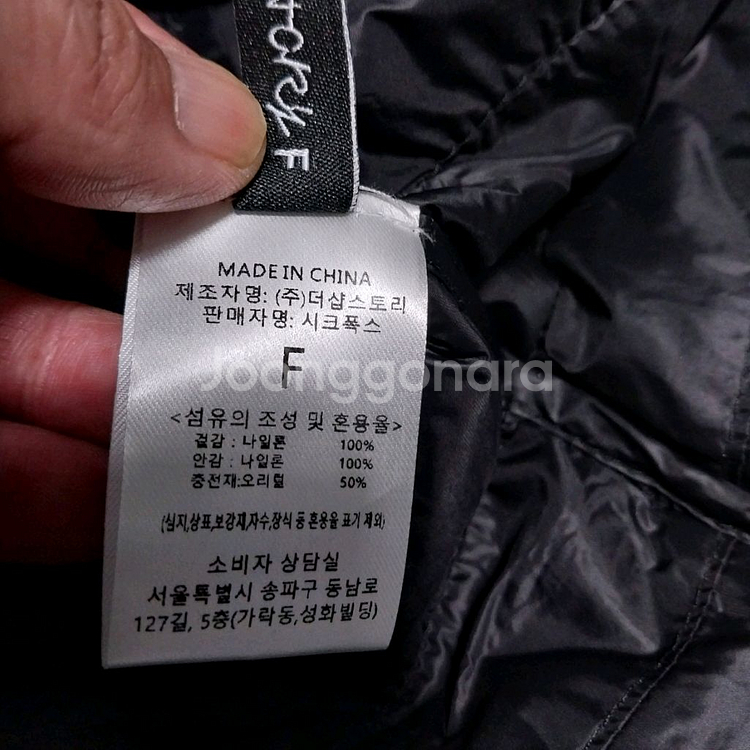 F
MADE IN CHINA
제조자명: (주)더샵스토리
판매자명: 시크폭스
F
Joonggonara
<섬유의 조성 및 혼용율>
겉감 : 나일론 100%
안감 : 나일론 100%
충전재:오리털 50%
(심지,상표,보강재,자수,장식 등 혼용율 표기 제외)
소비자 상담실
서울특별시 송파구 동남로
127길, 5층(가락동,성화빌딩)